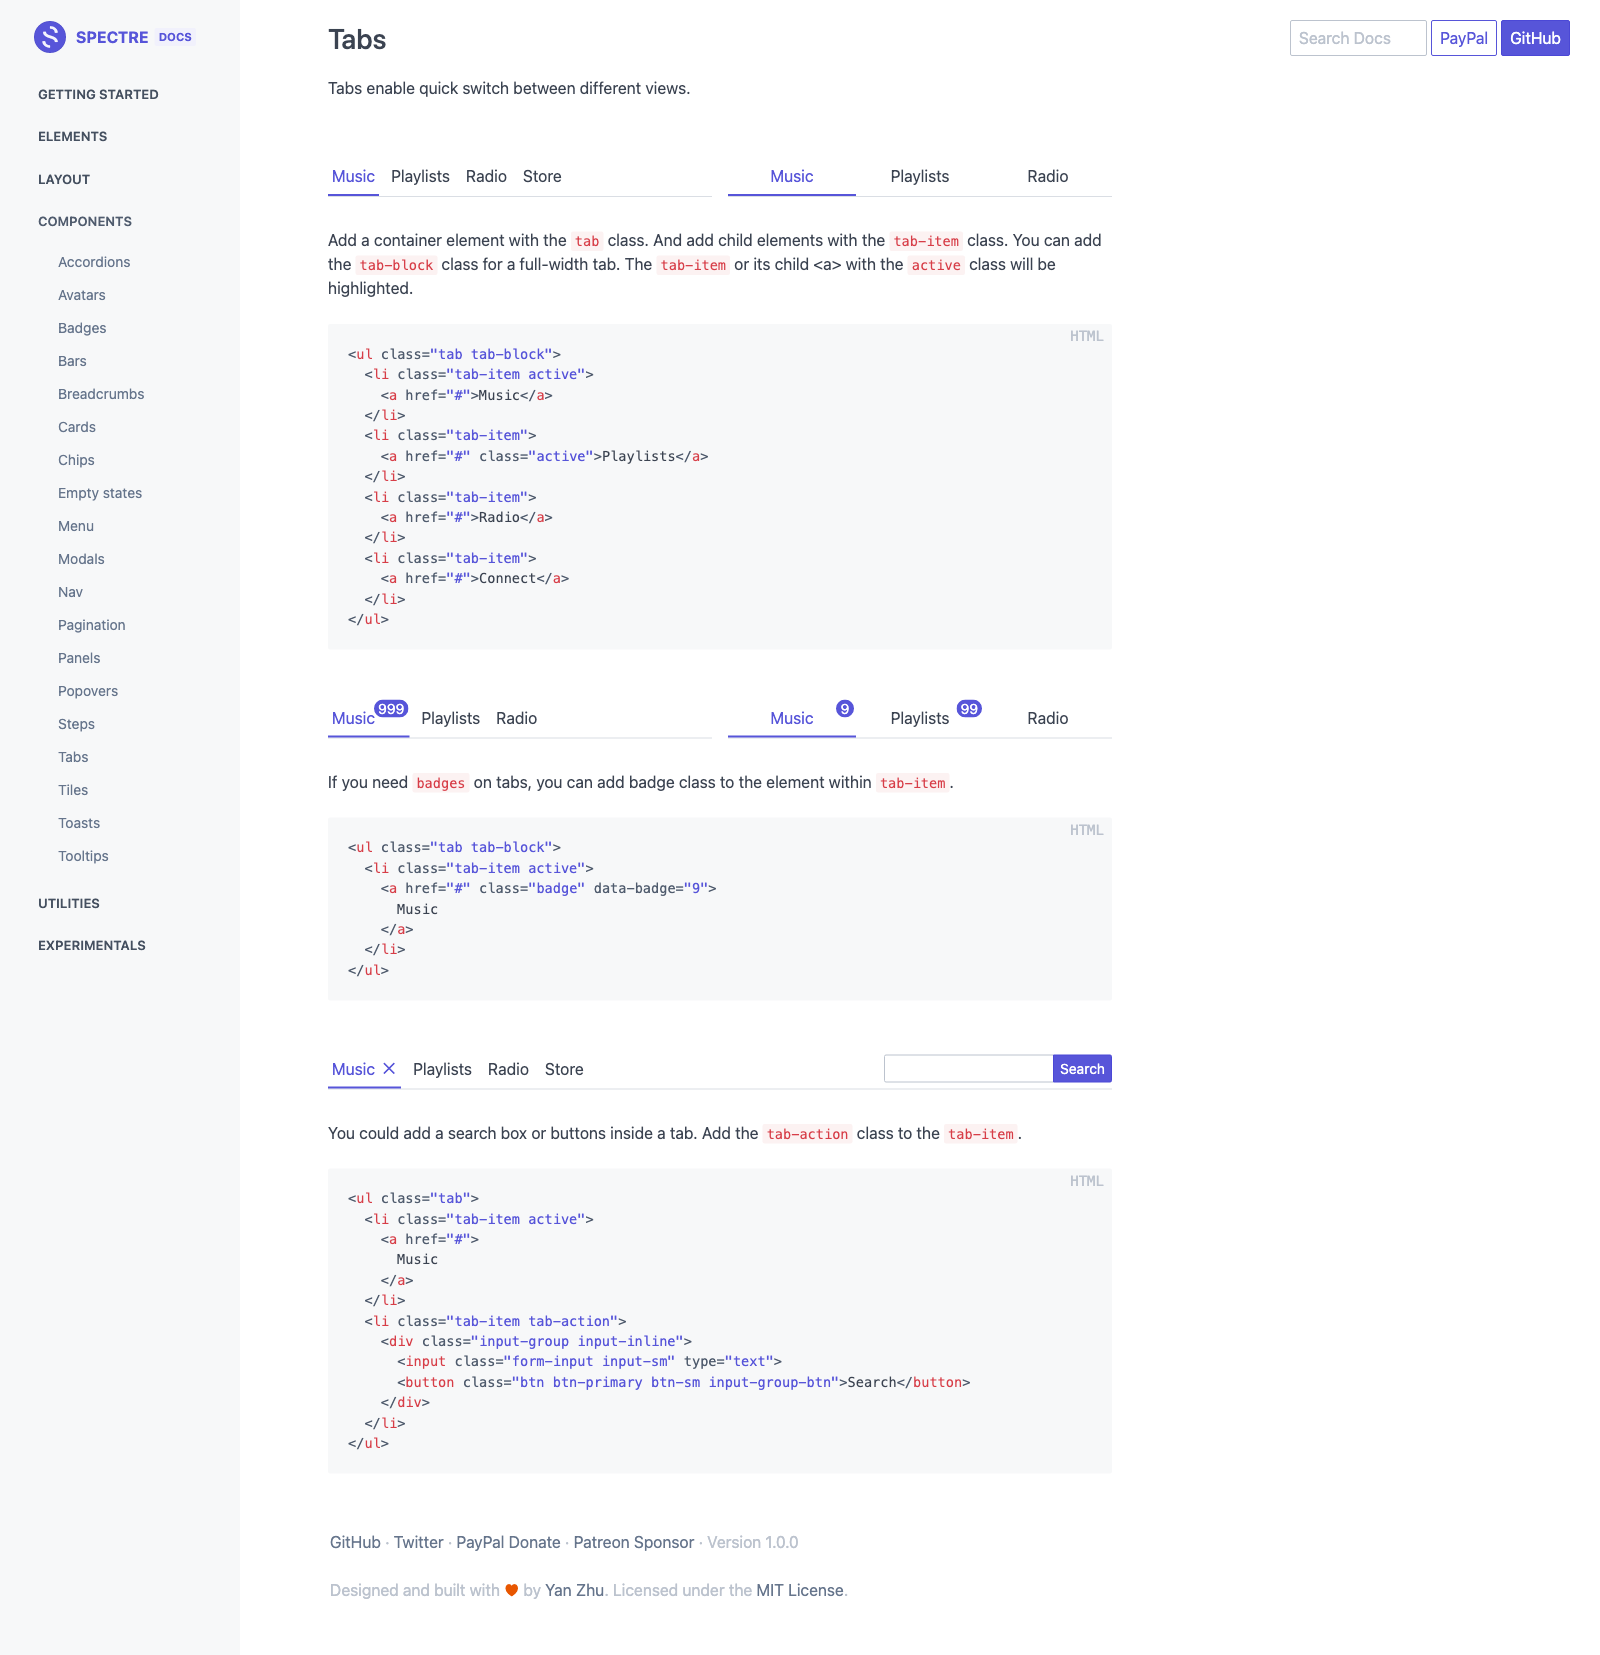 SPECTRE DOCS
GETTING STARTED
ELEMENTS
LAYOUT
COMPONENTS
Accordions
Avatars
Badges
Bars
Breadcrumbs
Cards
Chips
Empty states
Menu
Modals
Nav
Pagination
Panels
Popovers
Steps
Tabs
Tiles
Toasts
Tooltips
UTILITIES
EXPERIMENTALS
Tabs
Search Docs PayPal GitHub
Tabs enable quick switch between different views.
Music Playlists Radio Store
Music Playlists Radio
Add a container element with the tab class. And add child elements with the tab-item class. You can add
the tab-block class for a full-width tab. The tab-item or its child <a> with the active class will be
highlighted.
HTML
<ul class="tab tab-block">
  <li class="tab-item active">
    <a href="#">Music</a>
  </li>
  <li class="tab-item">
    <a href="#" class="active">Playlists</a>
  </li>
  <li class="tab-item">
    <a href="#">Radio</a>
  </li>
  <li class="tab-item">
    <a href="#">Connect</a>
  </li>
</ul>
Music 999 Playlists Radio
Music 9 Playlists 99 Radio
If you need badges on tabs, you can add badge class to the element within tab-item.
HTML
<ul class="tab tab-block">
  <li class="tab-item active">
    <a href="#" class="badge" data-badge="9">
      Music
    </a>
  </li>
</ul>
Music Playlists Radio Store
Search
You could add a search box or buttons inside a tab. Add the tab-action class to the tab-item.
HTML
<ul class="tab">
  <li class="tab-item active">
    <a href="#">
      Music
    </a>
  </li>
  <li class="tab-item tab-action">
    <div class="input-group input-inline">
      <input class="form-input input-sm" type="text">
      <button class="btn btn-primary btn-sm input-group-btn">Search</button>
    </div>
  </li>
</ul>
GitHub · Twitter · PayPal Donate · Patreon Sponsor · Version 1.0.0
Designed and built with ♥ by Yan Zhu. Licensed under the MIT License.